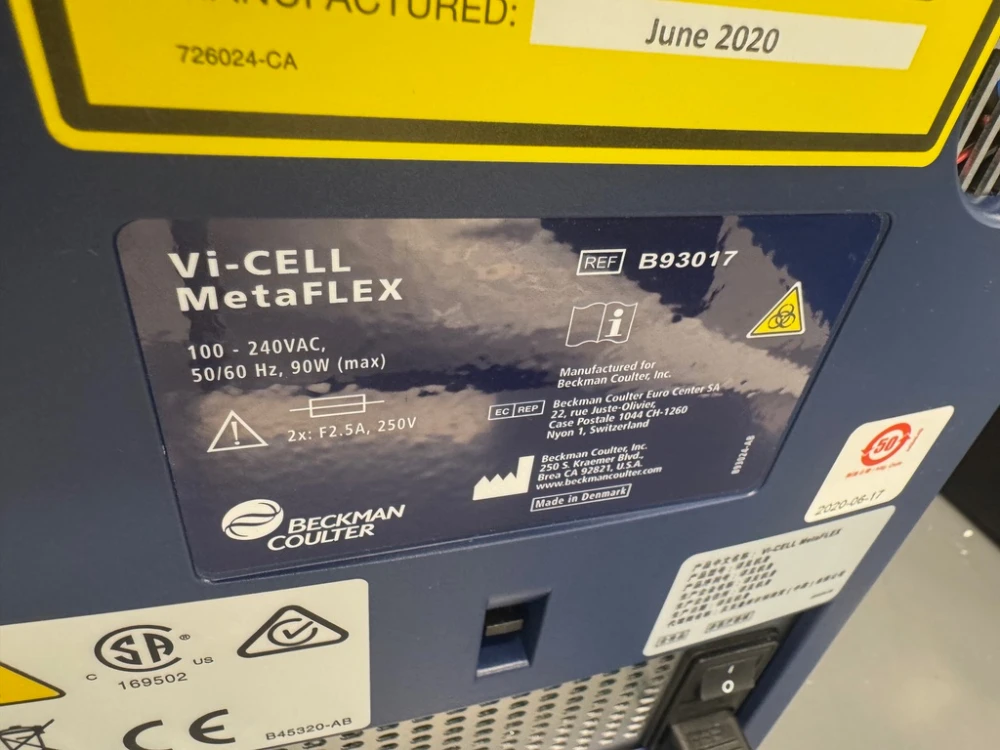 MANUFACTURED:
June 2020
726024-CA
Vi-CELL
MetaFLEX
REF B93017
100 - 240VAC,
50/60 Hz, 90W (max)
2x: F2.5A, 250V
Manufactured for
Beckman Coulter, Inc.
EC REP
Beckman Coulter Euro Center SA
22, rue Juste-Olivier,
Case Postale 1044 CH-1260
Nyon 1, Switzerland
Beckman Coulter, Inc.
250 S. Kraemer Blvd.,
Brea CA 92821, U.S.A.
www.beckmancoulter.com
Made in Denmark
B93024-AB
BECKMAN
COULTER
50
2020-06-17
Vi-CELL MetaFLEX
SA ®
C US
169502
CE
B45320-AB
I
O